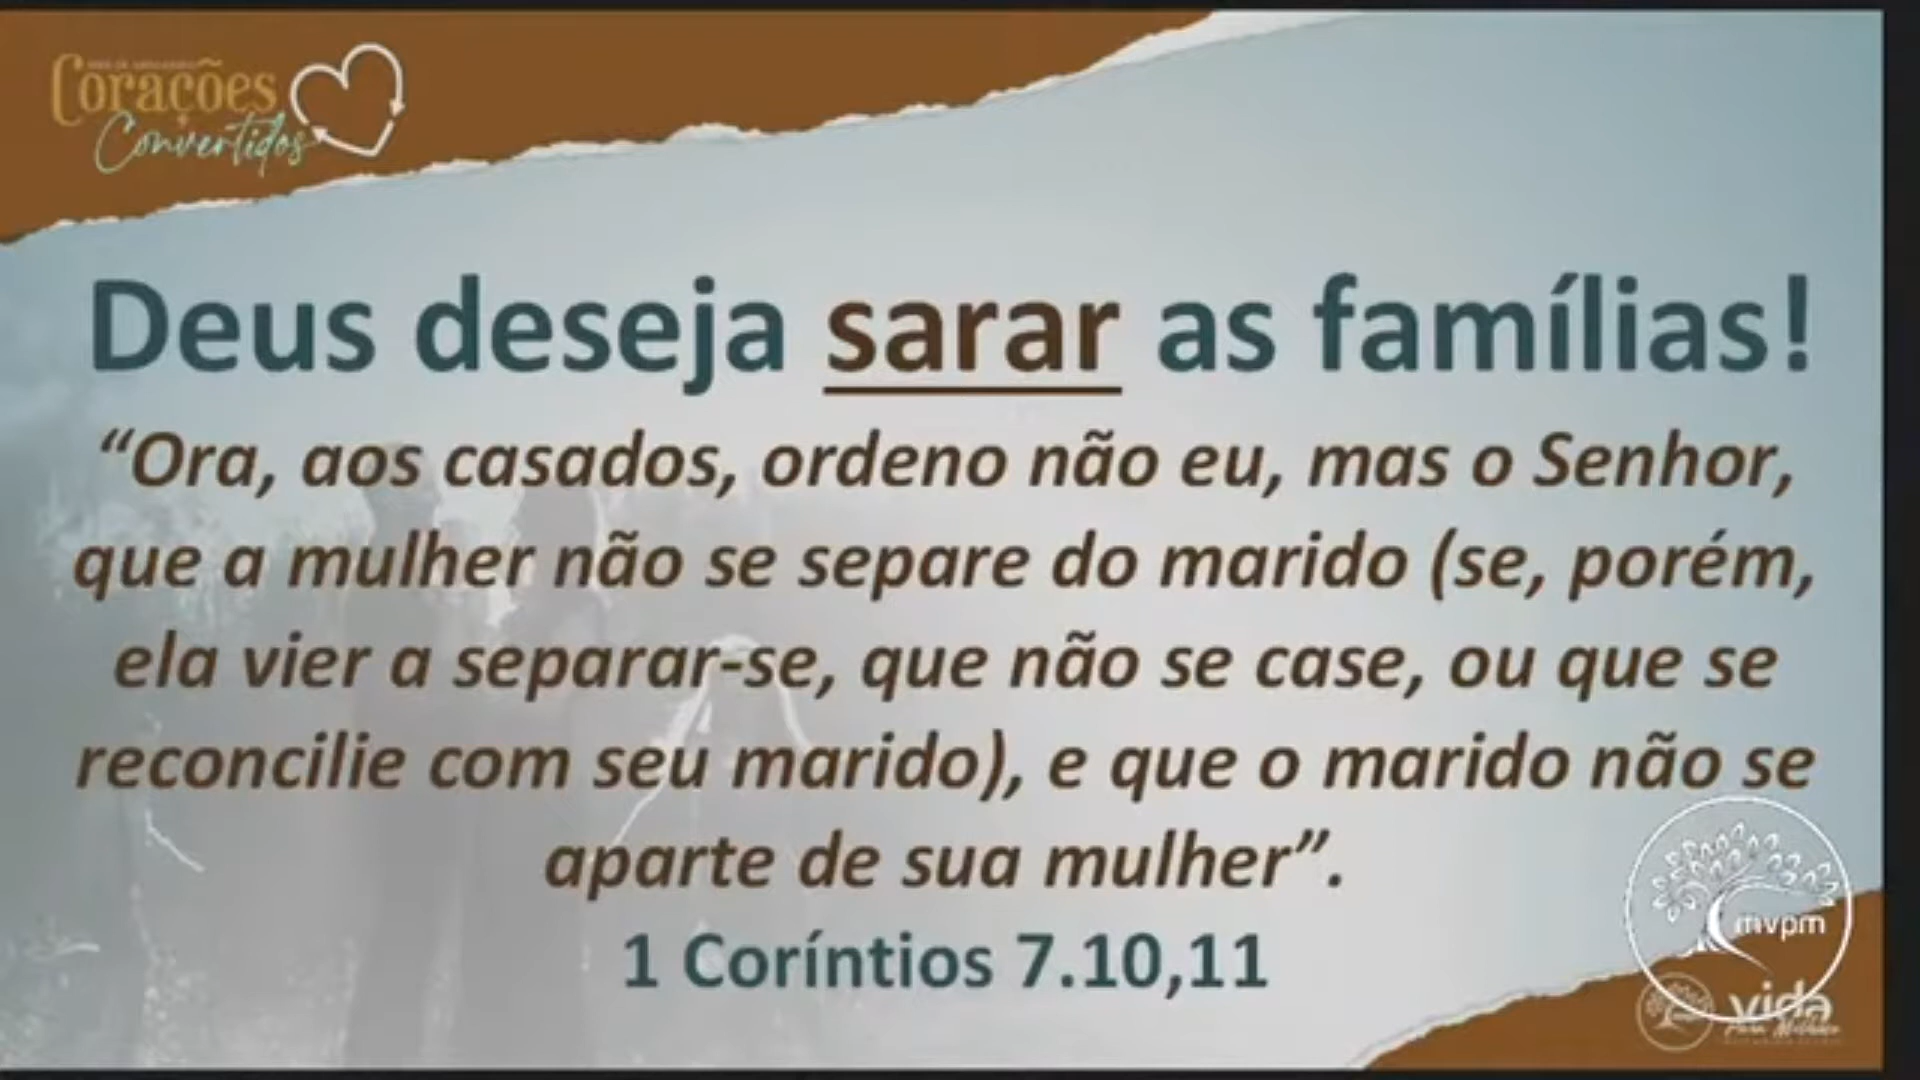 Corações
Convertidos
Deus deseja sarar as famílias!
“Ora, aos casados, ordeno não eu, mas o Senhor,
que a mulher não se separe do marido (se, porém,
ela vier a separar-se, que não se case, ou que se
reconcilie com seu marido), e que o marido não se
aparte de sua mulher”.
1 Coríntios 7.10,11
mvpm
vida